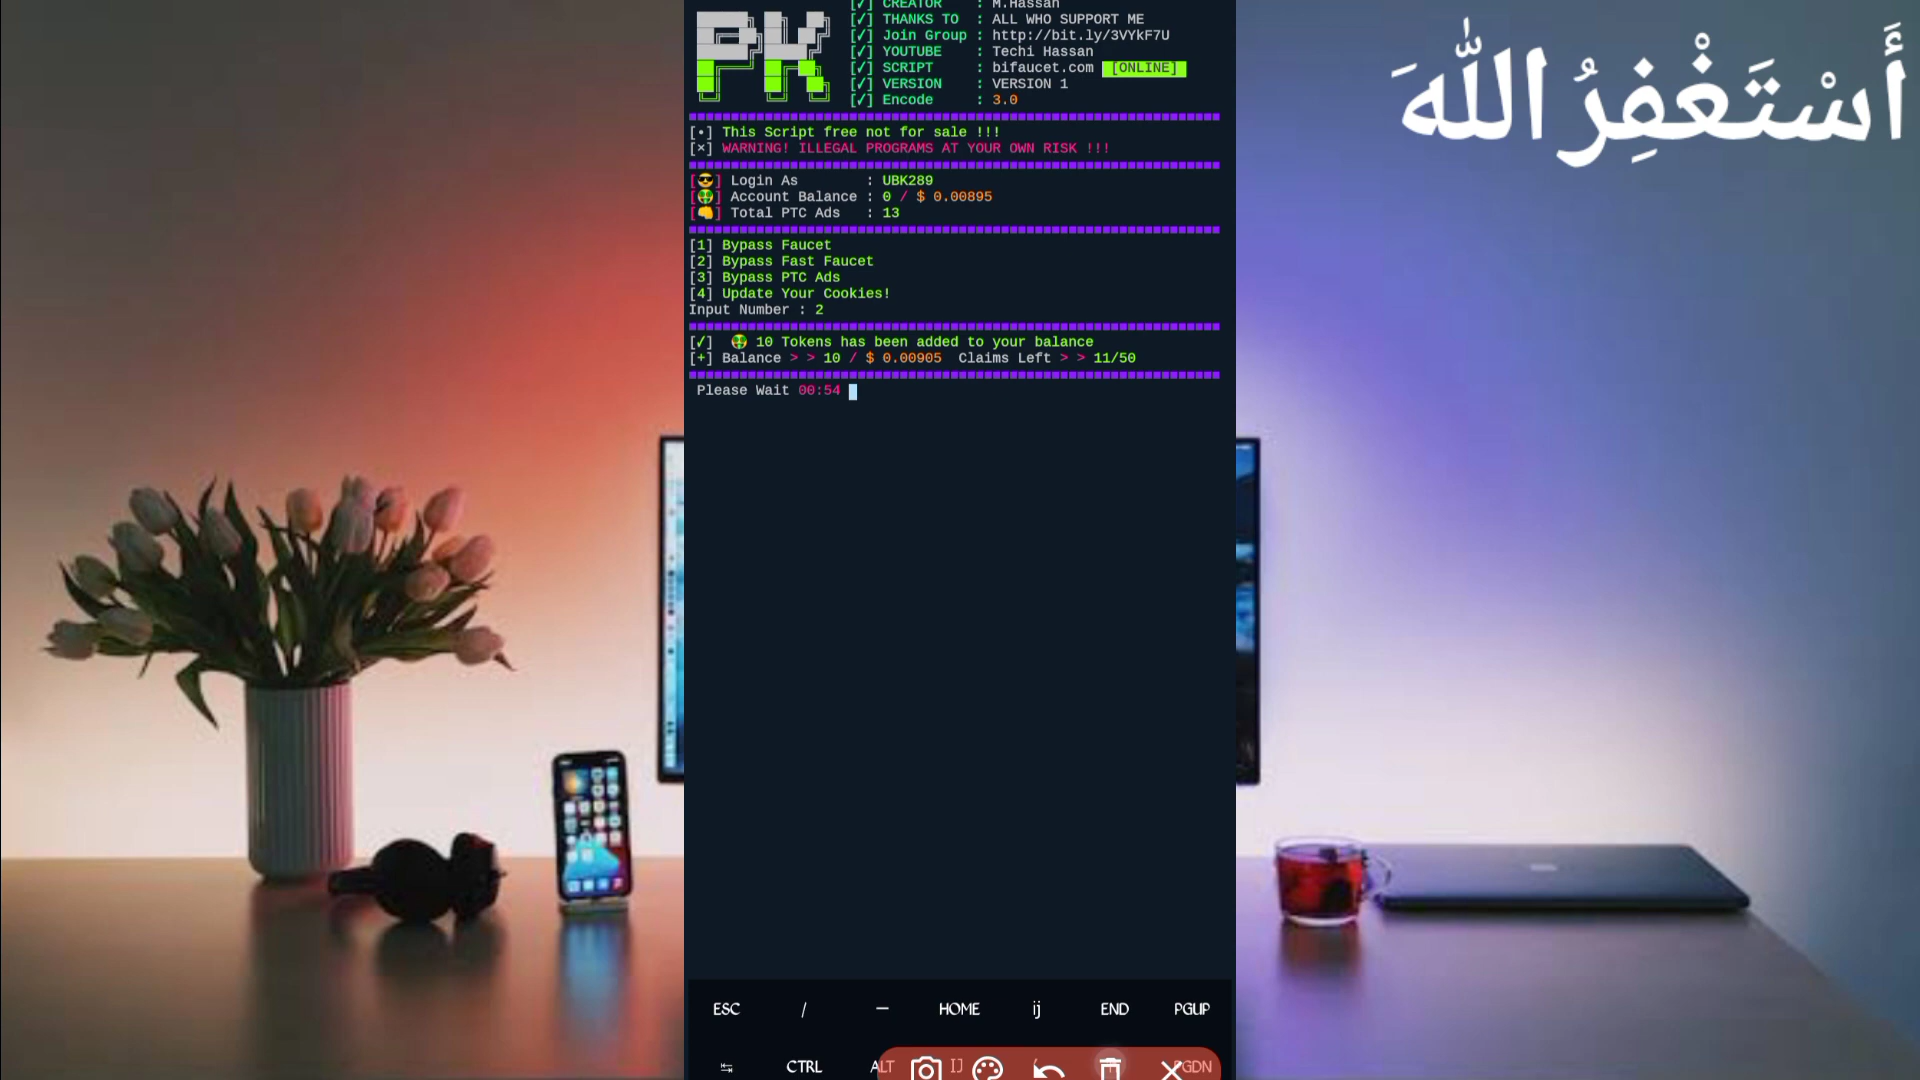 أَسْتَغْفِرُ اللّٰهَ
[✓] CREATOR : M.Hassan
[✓] THANKS TO : ALL WHO SUPPORT ME
[✓] Join Group : http://bit.ly/3VYkF7U
[✓] YOUTUBE : Techi Hassan
[✓] SCRIPT : bifaucet.com [ONLINE]
[✓] VERSION : VERSION 1
[✓] Encode : 3.0
PK
[•] This Script free not for sale !!!
[×] WARNING! ILLEGAL PROGRAMS AT YOUR OWN RISK !!!
[😎] Login As : UBK289
[🤑] Account Balance : 0 / $ 0.00895
[👊] Total PTC Ads : 13
[1] Bypass Faucet
[2] Bypass Fast Faucet
[3] Bypass PTC Ads
[4] Update Your Cookies!
Input Number : 2
[✓] 🤑 10 Tokens has been added to your balance
[+] Balance > > 10 / $ 0.00905 Claims Left > > 11/50
Please Wait 00:54
ESC / — HOME ij END PGUP
⇆ CTRL ALT IJ PGDN